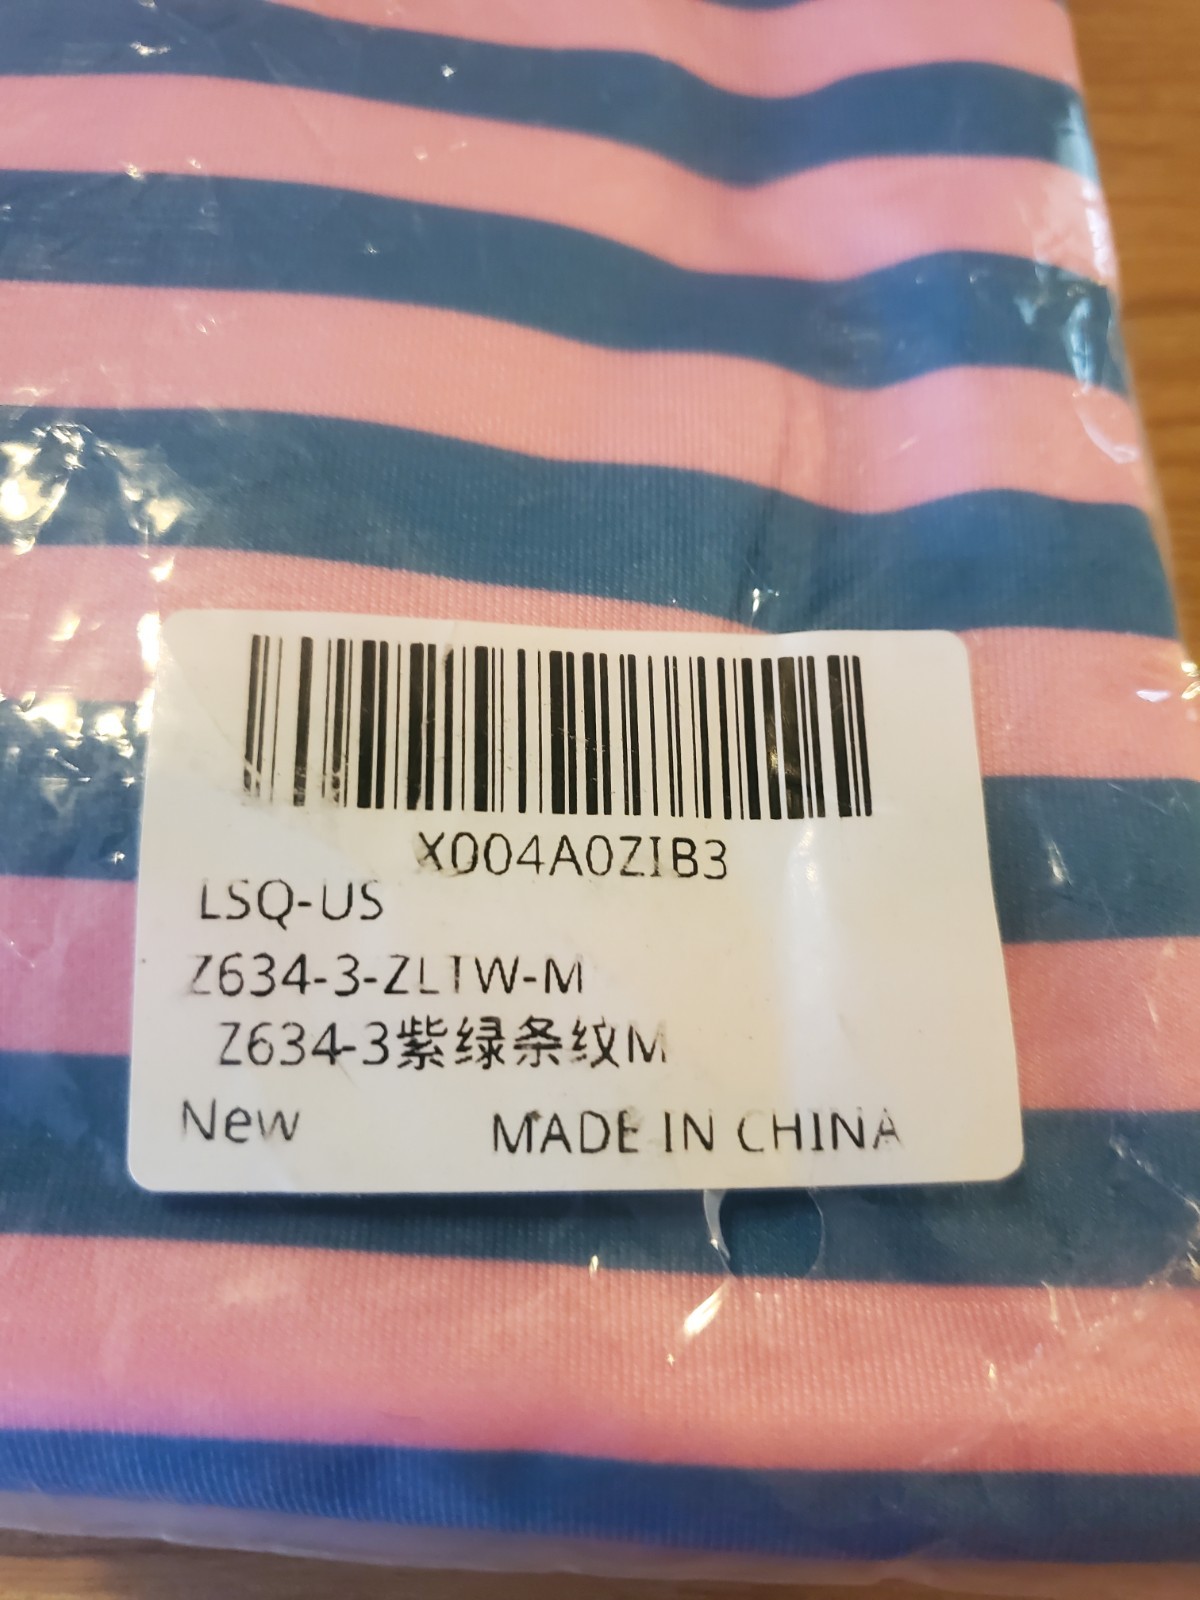 X004A0ZIB3
LSQ-US
Z634-3-ZLTW-M
Z634-3紫绿条纹M
New MADE IN CHINA